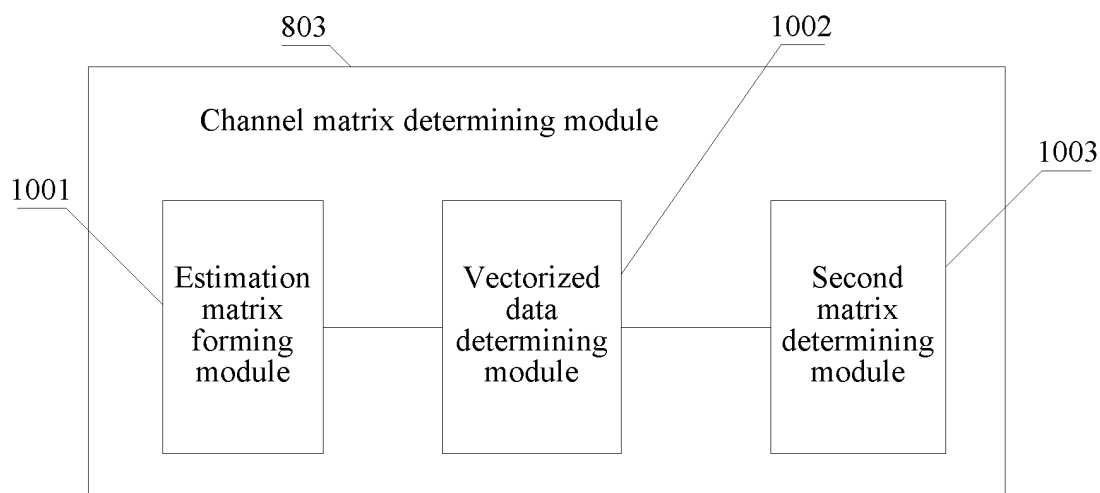 803
1002
Channel matrix determining module
1003
1001
Estimation
matrix
forming
module
Vectorized
data
determining
module
Second
matrix
determining
module